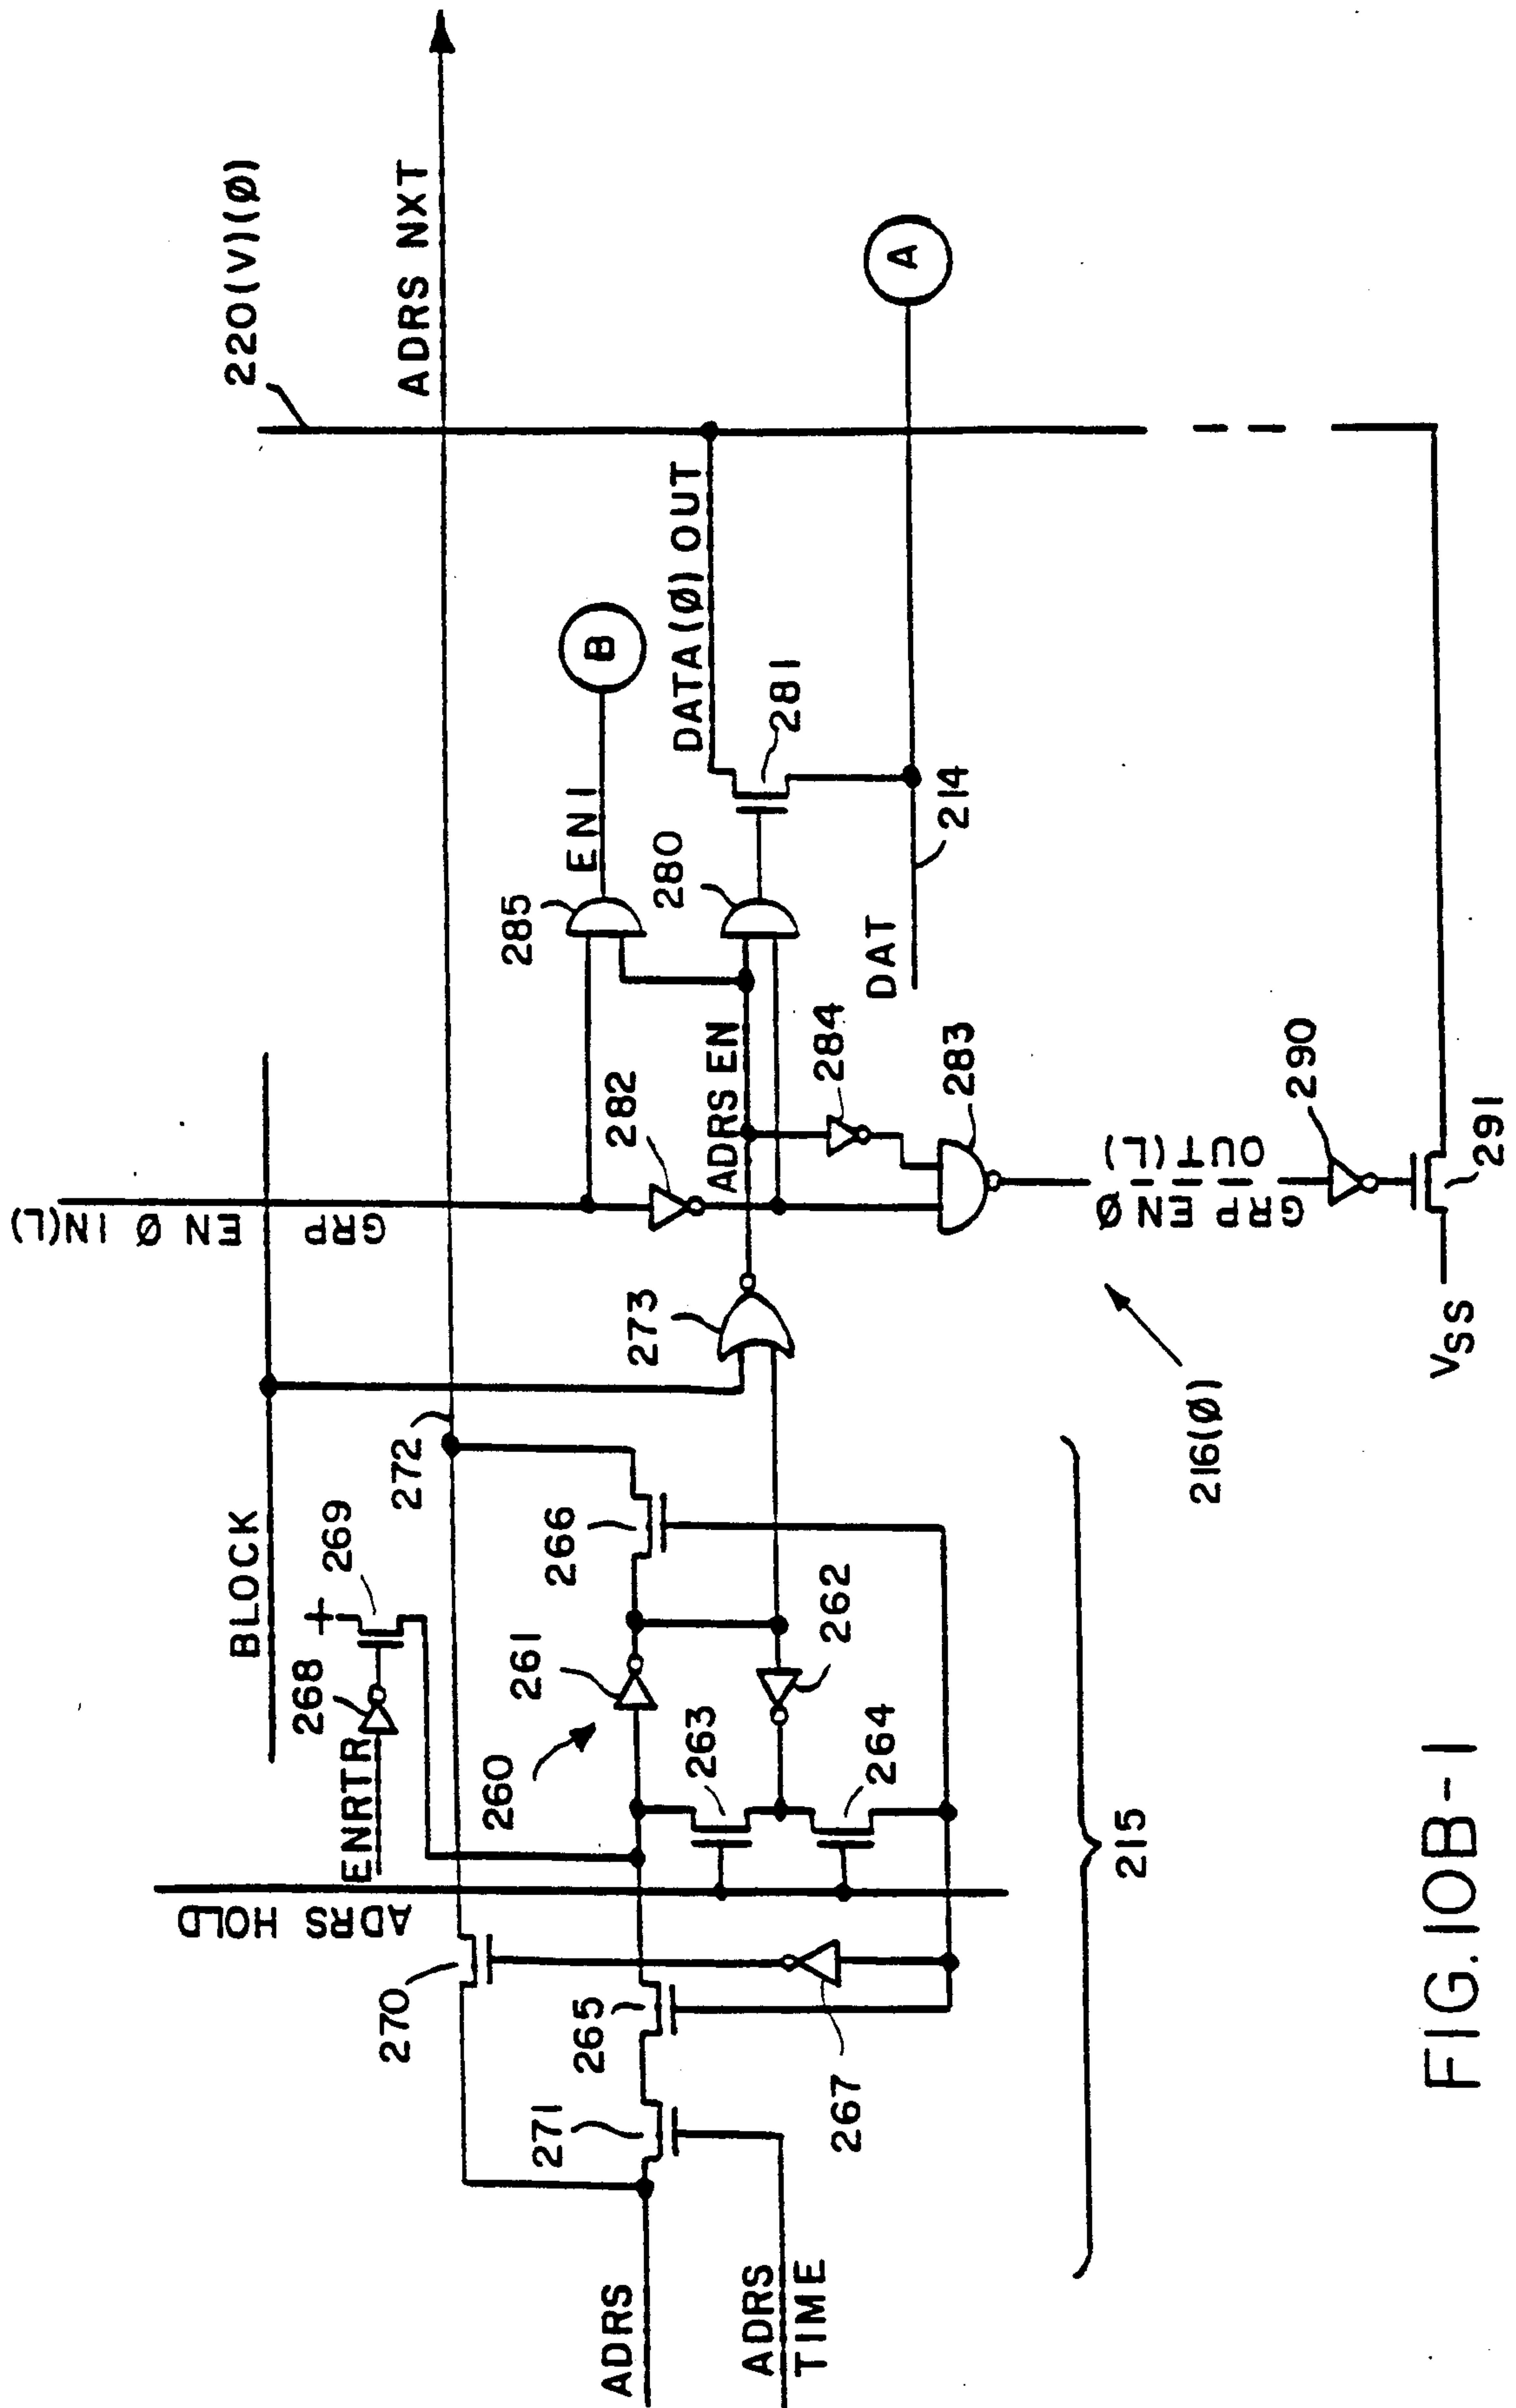 220(V)(Ø)
ADRS NXT
A
B
EN1
DATA(Ø) OUT
281
285
280
214
DAT
282
ADRS EN
284
283
290
GRP EN Ø IN(L)
GRP EN Ø OUT(L)
291
VSS
273
216(Ø)
BLOCK
272
269
268
ENRTR
266
261
262
260
263
264
ADRS HOLD
270
265
271
267
215
ADRS
ADRS TIME
FIG.10B-1